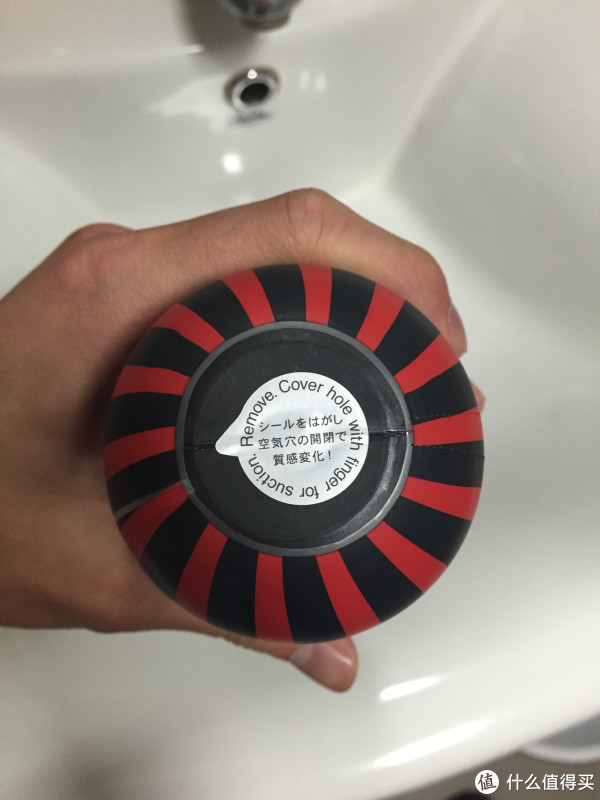 Remove. Cover hole with finger for suction.
シールをはがし
空気穴の開閉で
質感変化！
值 什么值得买